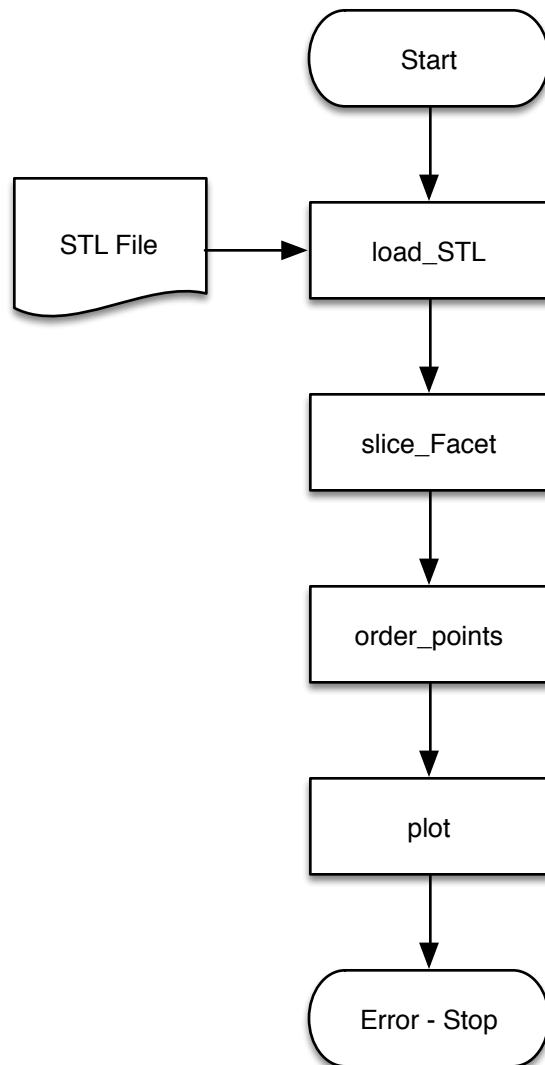 Start
STL File
load_STL
slice_Facet
order_points
plot
Error - Stop